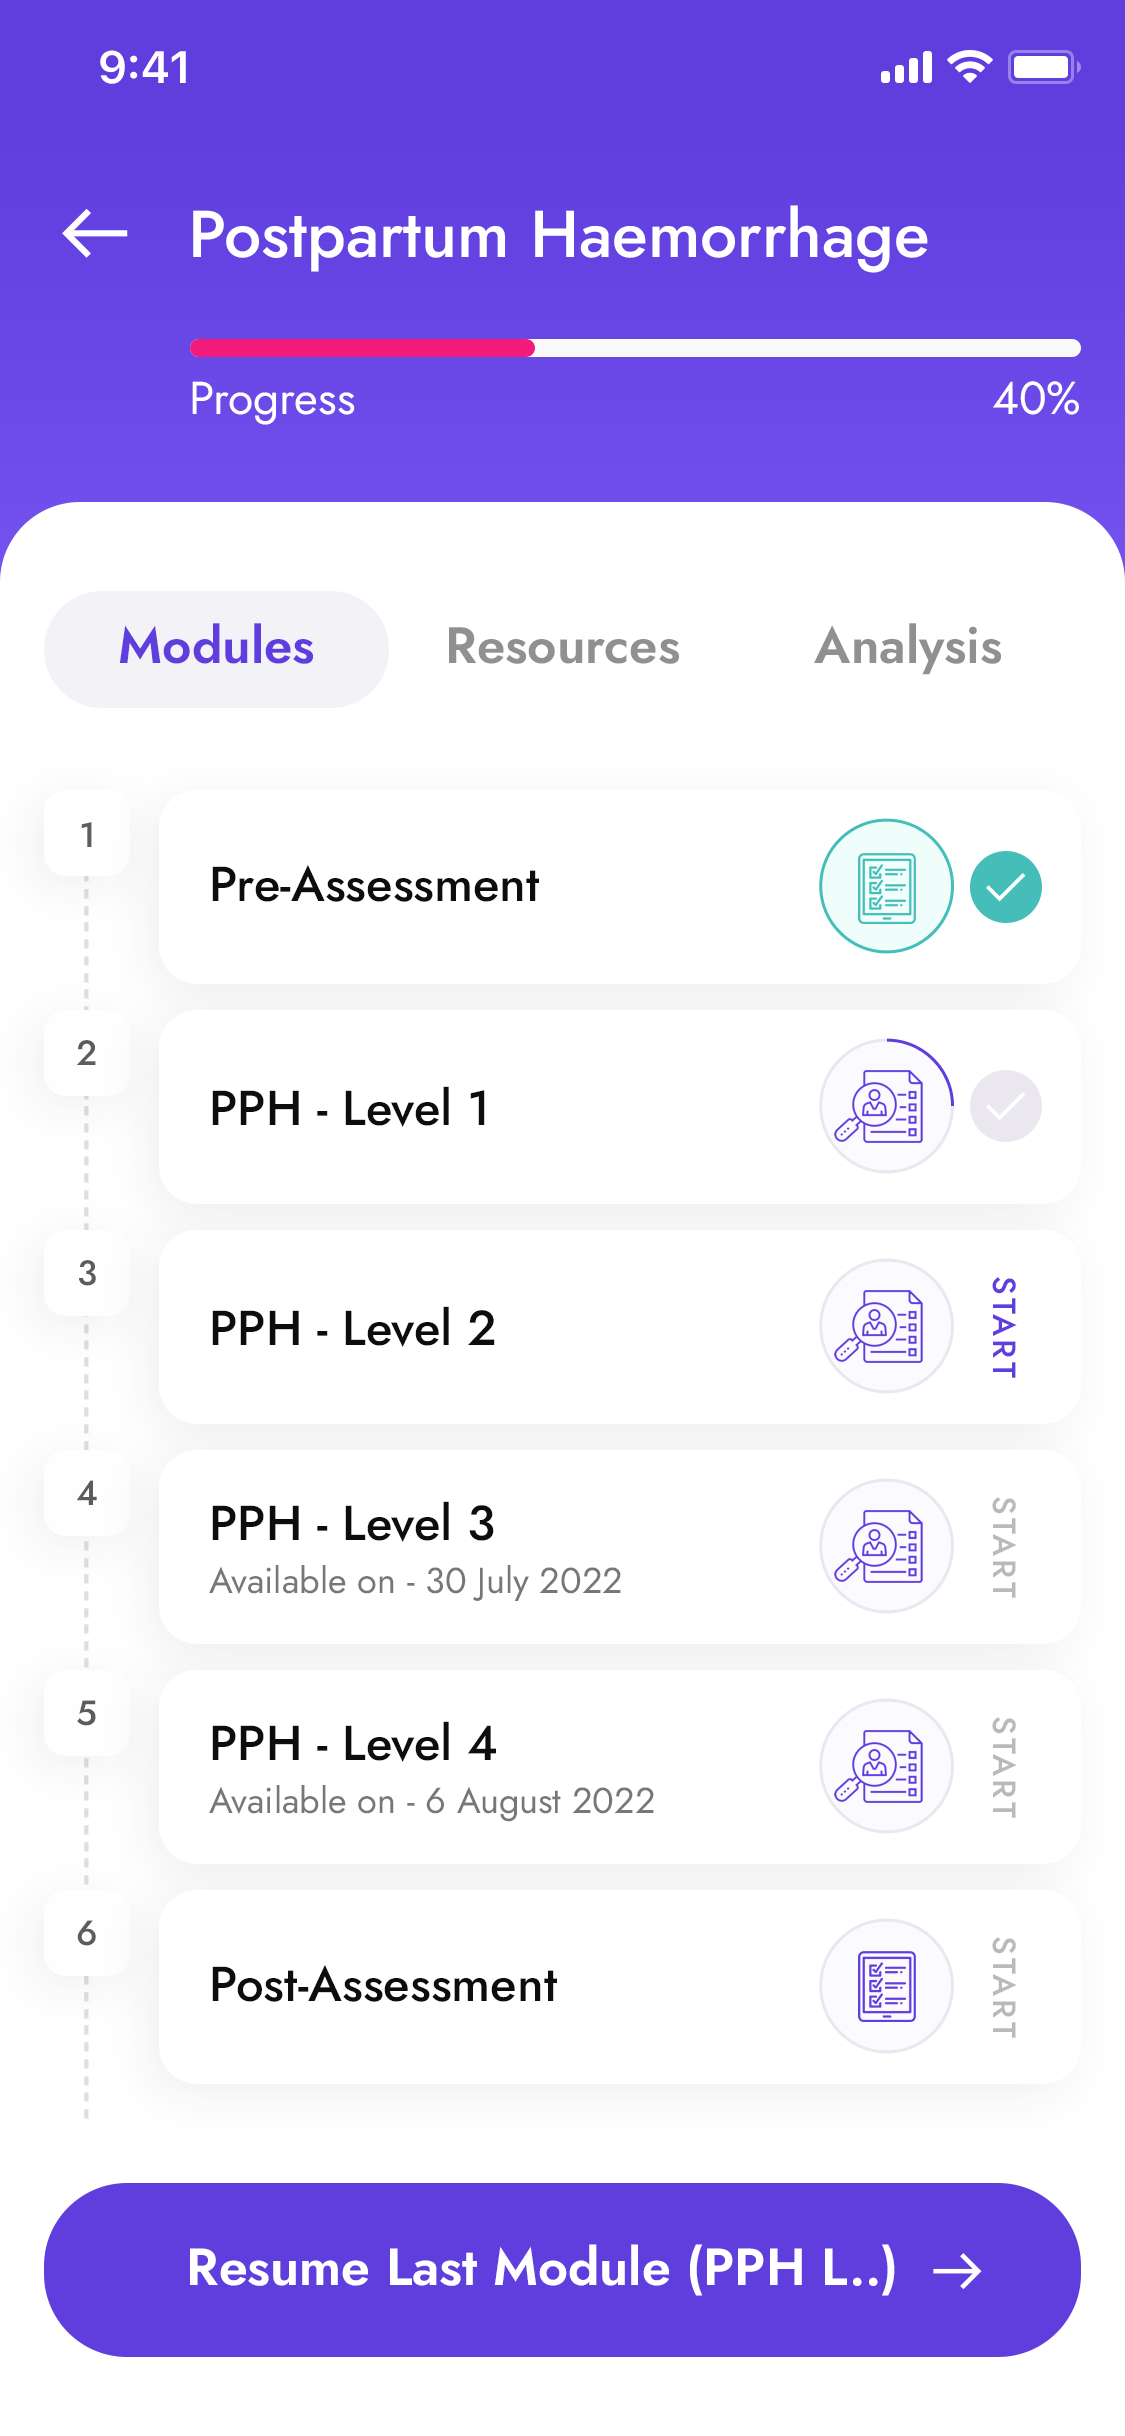 9:41
Postpartum Haemorrhage
Progress 40%
Modules Resources Analysis
1
Pre-Assessment
2
PPH - Level 1
3
PPH - Level 2
START
4
PPH - Level 3
Available on - 30 July 2022
START
5
PPH - Level 4
Available on - 6 August 2022
START
6
Post-Assessment
START
Resume Last Module (PPH L..)